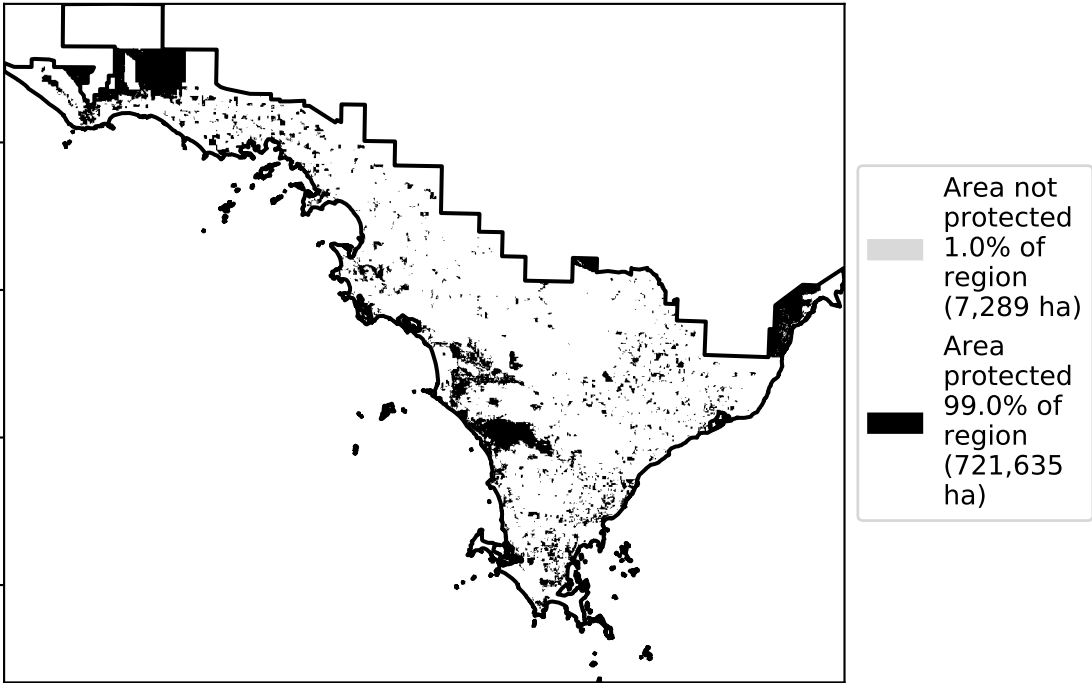 Area not
protected
1.0% of
region
(7,289 ha)
Area
protected
99.0% of
region
(721,635
ha)